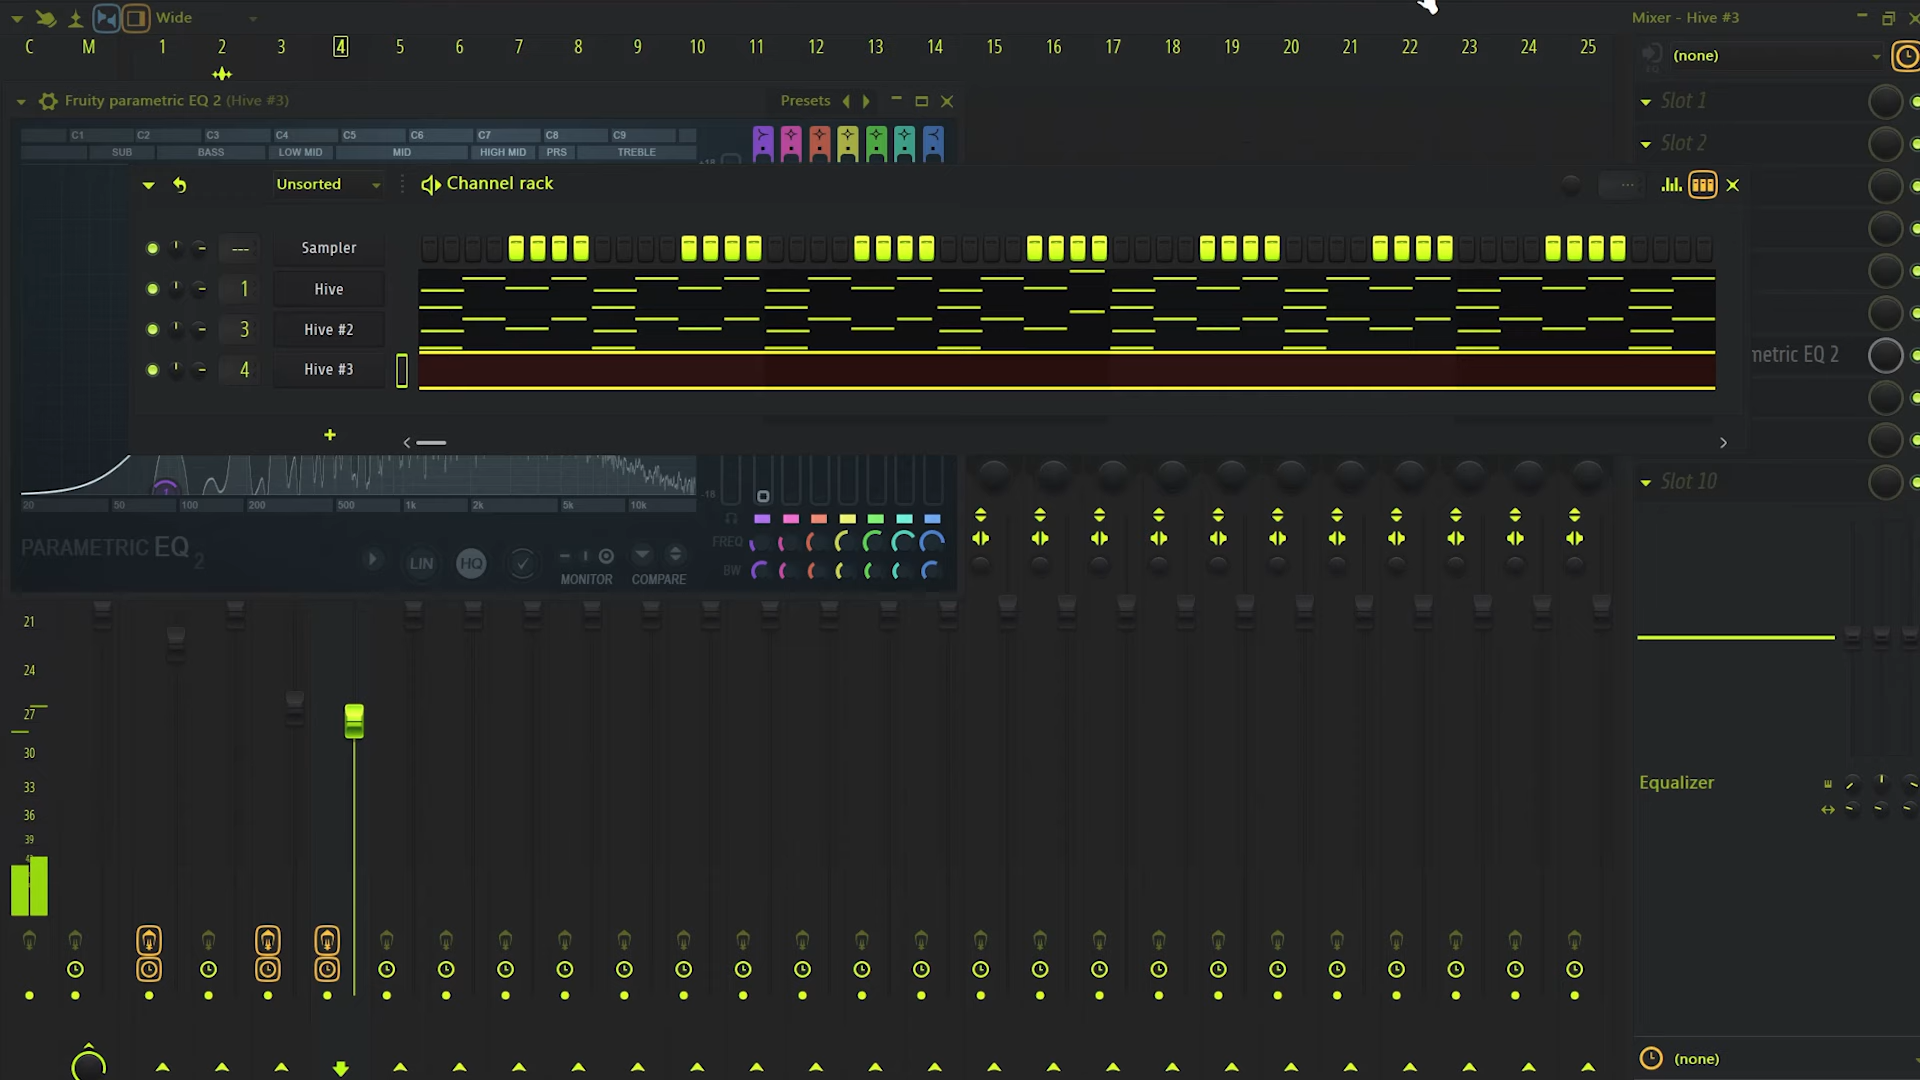 Wide
Mixer - Hive #3
C M 1 2 3 4 5 6 7 8 9 10 11 12 13 14 15 16 17 18 19 20 21 22 23 24 25
(none)
Fruity parametric EQ 2 (Hive #3)
Presets
Slot 1
C1 C2 C3 C4 C5 C6 C7 C8 C9
SUB BASS LOW MID MID HIGH MID PRS TREBLE
Slot 2
Unsorted
Channel rack
--- Sampler
1 Hive
3 Hive #2
metric EQ 2
4 Hive #3
Slot 10
-18
20 50 100 200 500 1k 2k 5k 10k
FREQ
PARAMETRIC EQ 2
LIN HQ
BW
MONITOR COMPARE
21
24
27
30
Equalizer
33
36
39
(none)